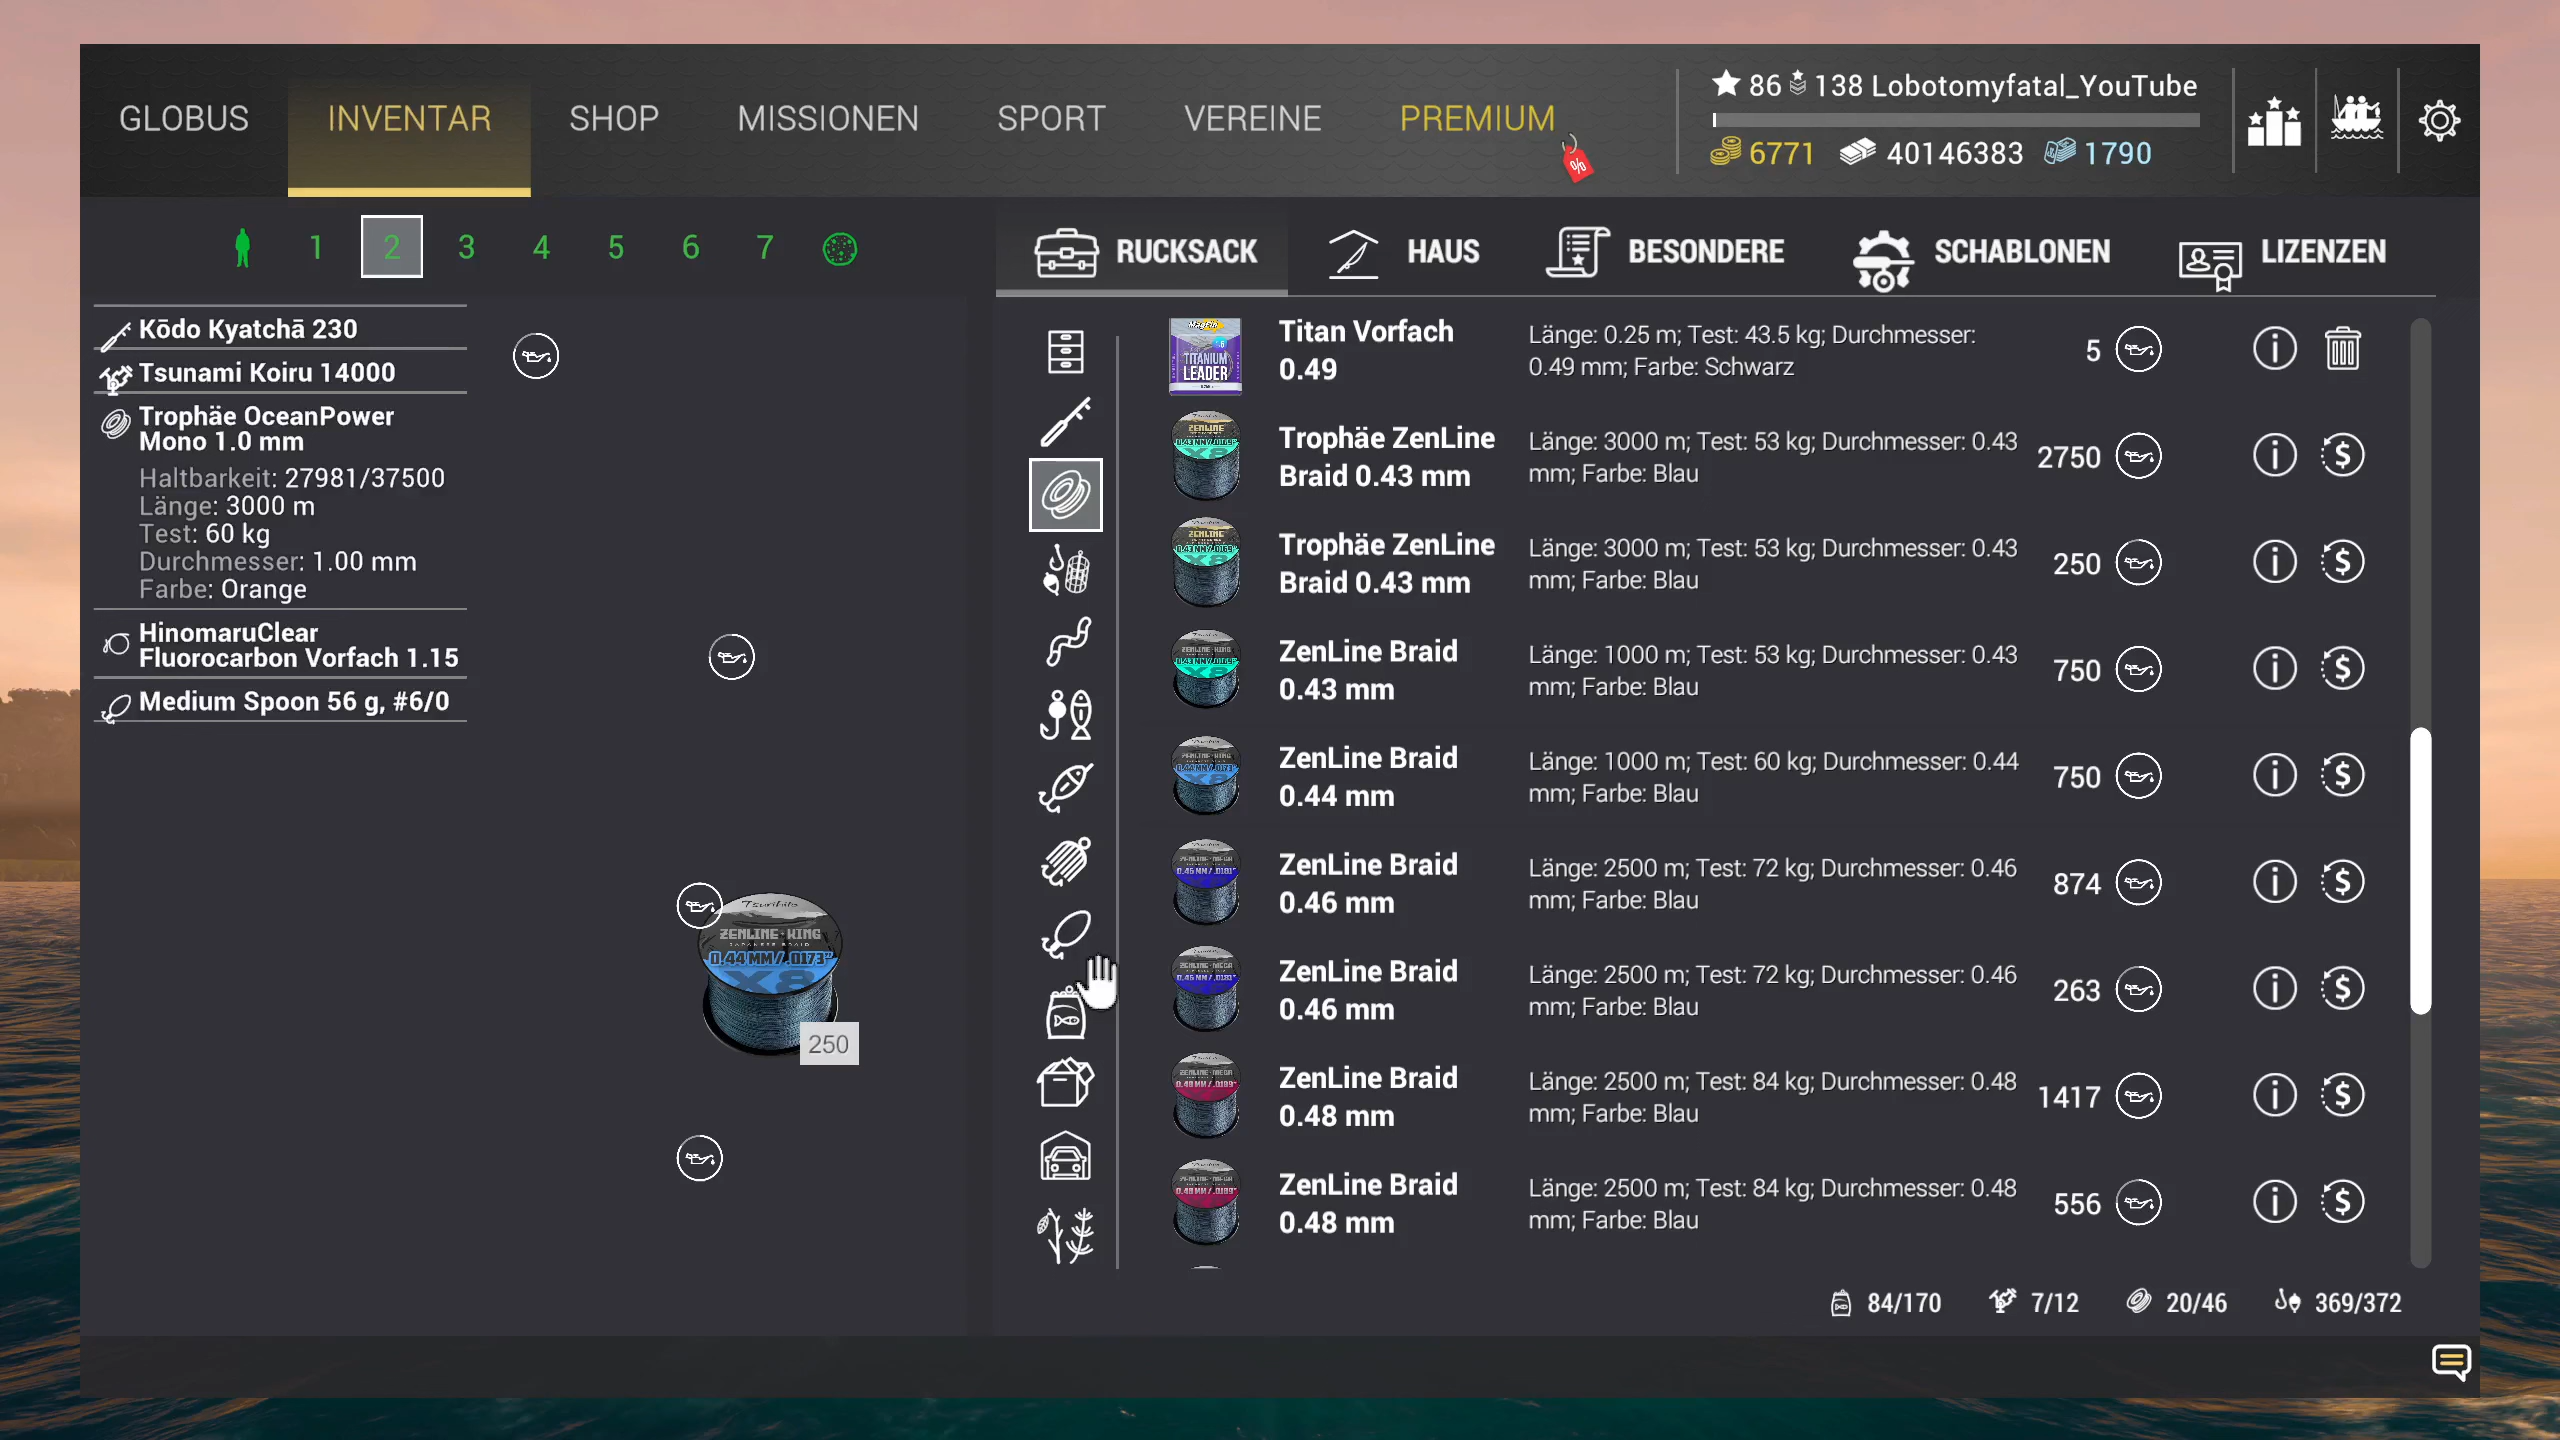 GLOBUS
INVENTAR
SHOP
MISSIONEN
SPORT
VEREINE
PREMIUM
%
86 138 Lobotomyfatal_YouTube
6771 40146383 1790
1 2 3 4 5 6 7
RUCKSACK
HAUS
BESONDERE
SCHABLONEN
LIZENZEN
Kōdo Kyatchā 230
Tsunami Koiru 14000
Trophäe OceanPower
Mono 1.0 mm
Haltbarkeit: 27981/37500
Länge: 3000 m
Test: 60 kg
Durchmesser: 1.00 mm
Farbe: Orange
HinomaruClear
Fluorocarbon Vorfach 1.15
Medium Spoon 56 g, #6/0
ZENLINE-KING
JAPANESE BRAID
0.44 MM / .0173"
X8
250
TITANIUM
LEADER
Titan Vorfach
0.49
Länge: 0.25 m; Test: 43.5 kg; Durchmesser:
0.49 mm; Farbe: Schwarz
5
Trophäe ZenLine
Braid 0.43 mm
Länge: 3000 m; Test: 53 kg; Durchmesser: 0.43
mm; Farbe: Blau
2750
Trophäe ZenLine
Braid 0.43 mm
Länge: 3000 m; Test: 53 kg; Durchmesser: 0.43
mm; Farbe: Blau
250
ZenLine Braid
0.43 mm
Länge: 1000 m; Test: 53 kg; Durchmesser: 0.43
mm; Farbe: Blau
750
ZenLine Braid
0.44 mm
Länge: 1000 m; Test: 60 kg; Durchmesser: 0.44
mm; Farbe: Blau
750
ZenLine Braid
0.46 mm
Länge: 2500 m; Test: 72 kg; Durchmesser: 0.46
mm; Farbe: Blau
874
ZenLine Braid
0.46 mm
Länge: 2500 m; Test: 72 kg; Durchmesser: 0.46
mm; Farbe: Blau
263
ZenLine Braid
0.48 mm
Länge: 2500 m; Test: 84 kg; Durchmesser: 0.48
mm; Farbe: Blau
1417
ZenLine Braid
0.48 mm
Länge: 2500 m; Test: 84 kg; Durchmesser: 0.48
mm; Farbe: Blau
556
84/170
7/12
20/46
369/372